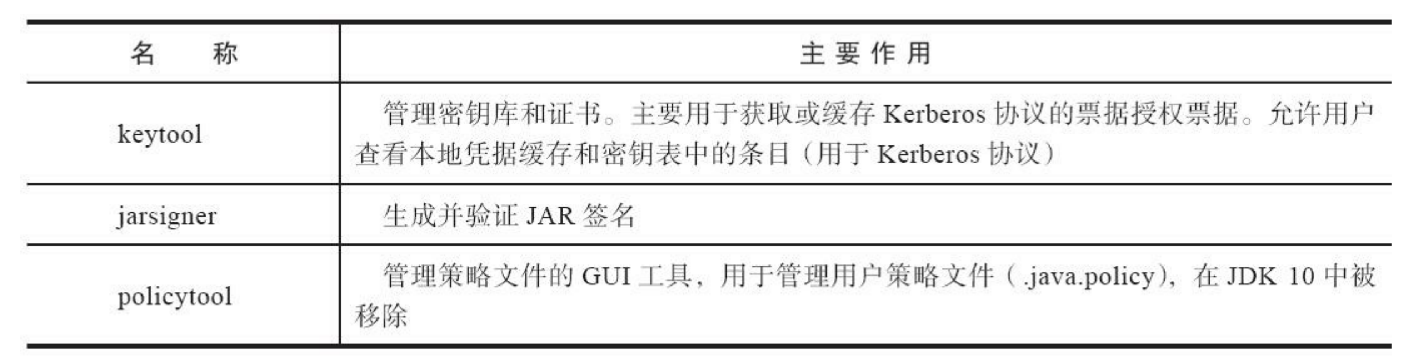 名 称 主要作用
keytool 管理密钥库和证书。主要用于获取或缓存 Kerberos 协议的票据授权票据。允许用户
查看本地凭据缓存和密钥表中的条目（用于 Kerberos 协议）
jarsigner 生成并验证 JAR 签名
policytool 管理策略文件的 GUI 工具，用于管理用户策略文件（.java.policy），在 JDK 10 中被
移除